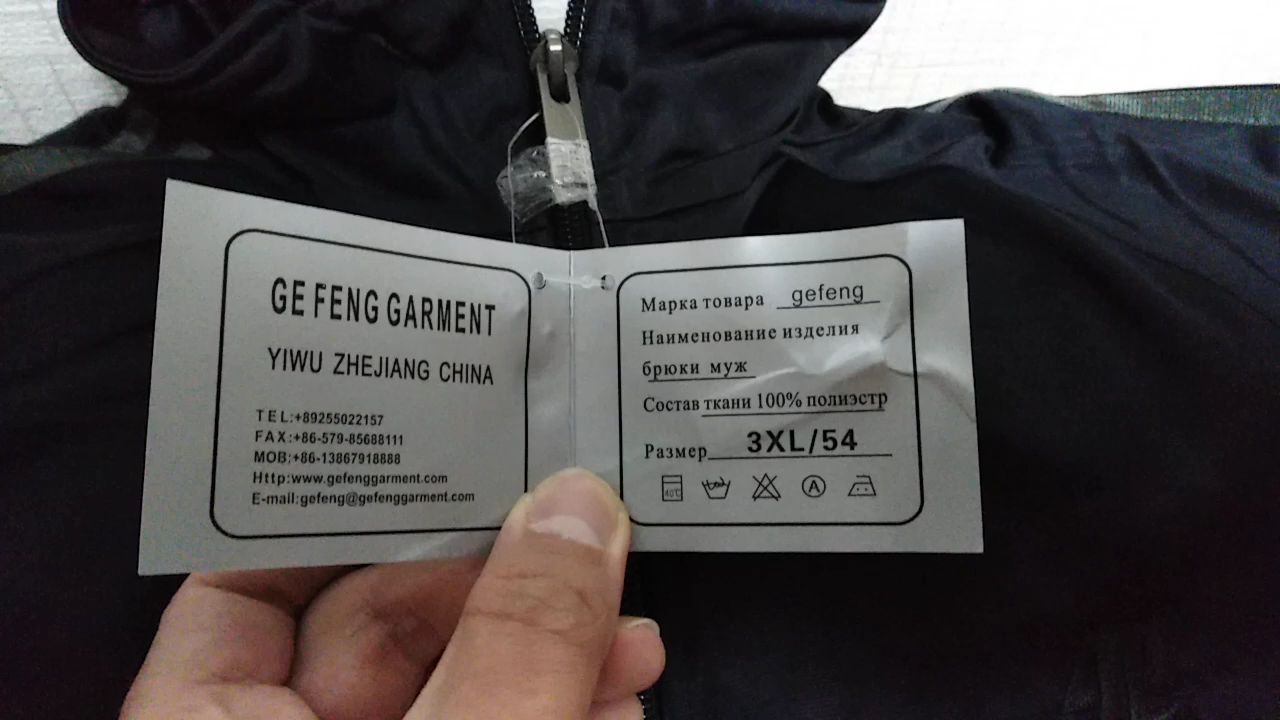 GE FENG GARMENT
YIWU ZHEJIANG CHINA
TEL:+89255022157
FAX:+86-579-85688111
MOB:+86-13867918888
Http:www.gefenggarment.com
E-mail:gefeng@gefenggarment.com
Марка товара gefeng
Наименование изделия
брюки муж
Состав ткани 100% полиэстр
Размер 3XL/54
40℃ A